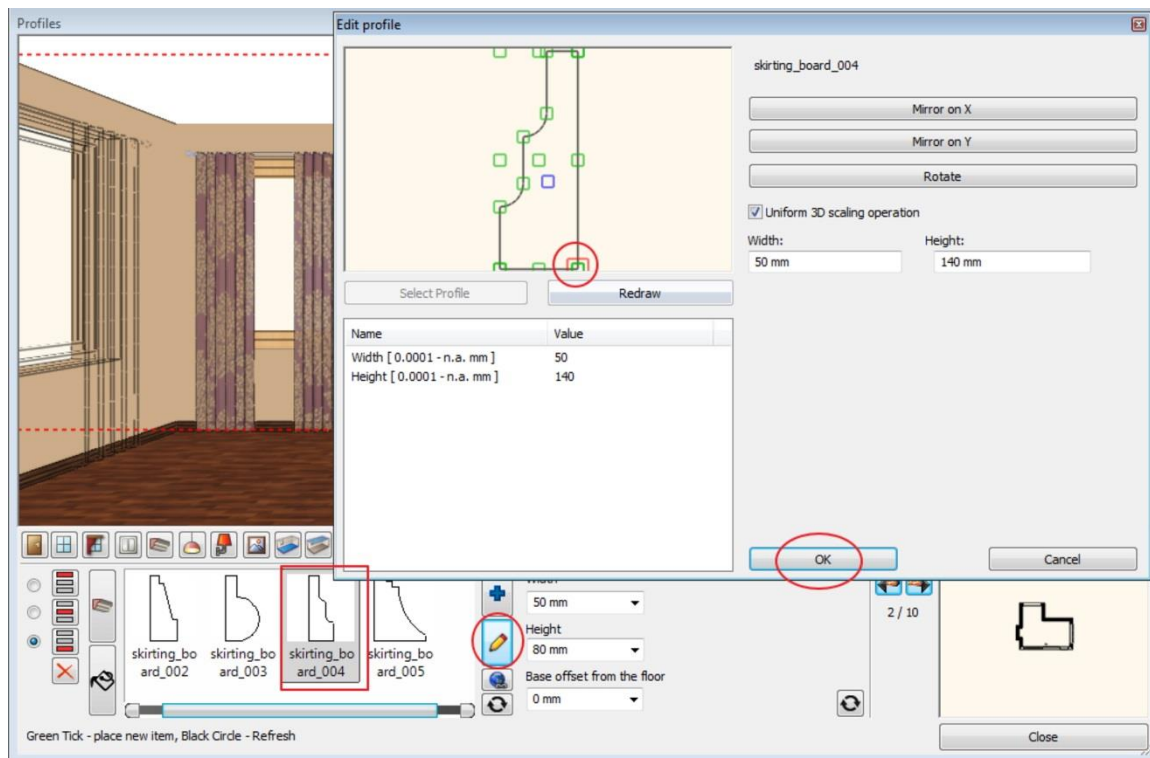 Profiles
Edit profile
skirting_board_004
Mirror on X
Mirror on Y
Rotate
Uniform 3D scaling operation
Width: Height:
50 mm 140 mm
Select Profile Redraw
Name Value
Width [ 0.0001 - n.a. mm ] 50
Height [ 0.0001 - n.a. mm ] 140
OK Cancel
50 mm
Height
80 mm
Base offset from the floor
0 mm
2 / 10
skirting_bo
ard_002
skirting_bo
ard_003
skirting_bo
ard_004
skirting_bo
ard_005
Green Tick - place new item, Black Circle - Refresh
Close